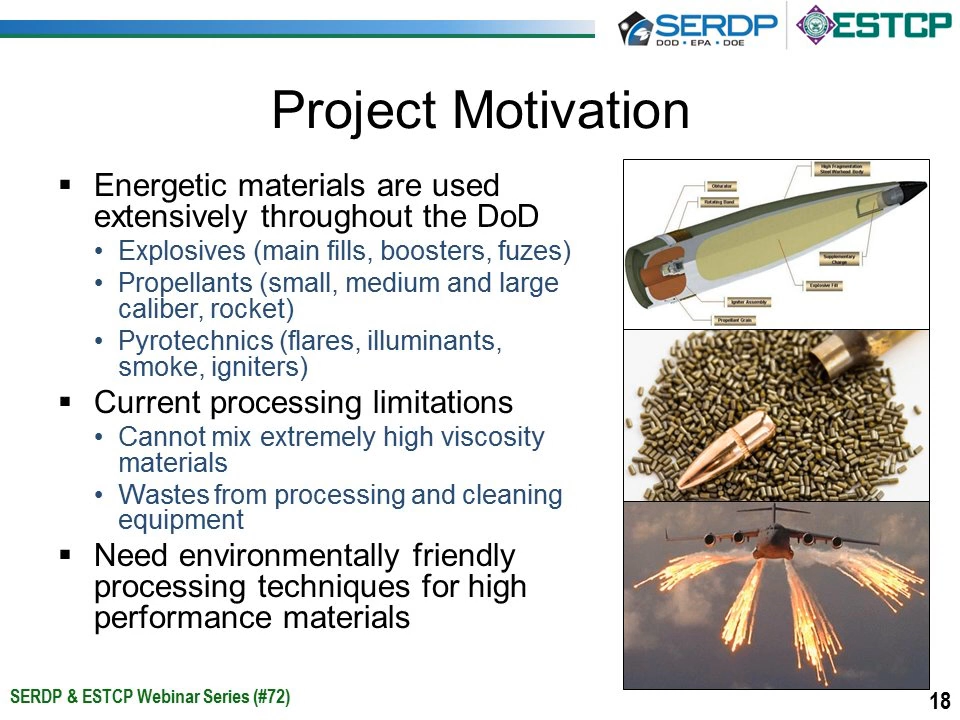 SERDP
DOD • EPA • DOE
ESTCP
Project Motivation
▪ Energetic materials are used
extensively throughout the DoD
• Explosives (main fills, boosters, fuzes)
• Propellants (small, medium and large
caliber, rocket)
• Pyrotechnics (flares, illuminants,
smoke, igniters)
▪ Current processing limitations
• Cannot mix extremely high viscosity
materials
• Wastes from processing and cleaning
equipment
▪ Need environmentally friendly
processing techniques for high
performance materials
High Fragmentation
Steel Warhead Body
Obturator
Rotating Band
Supplementary
Charge
Explosive Fill
Igniter Assembly
Propellant Grain
SERDP & ESTCP Webinar Series (#72)
18